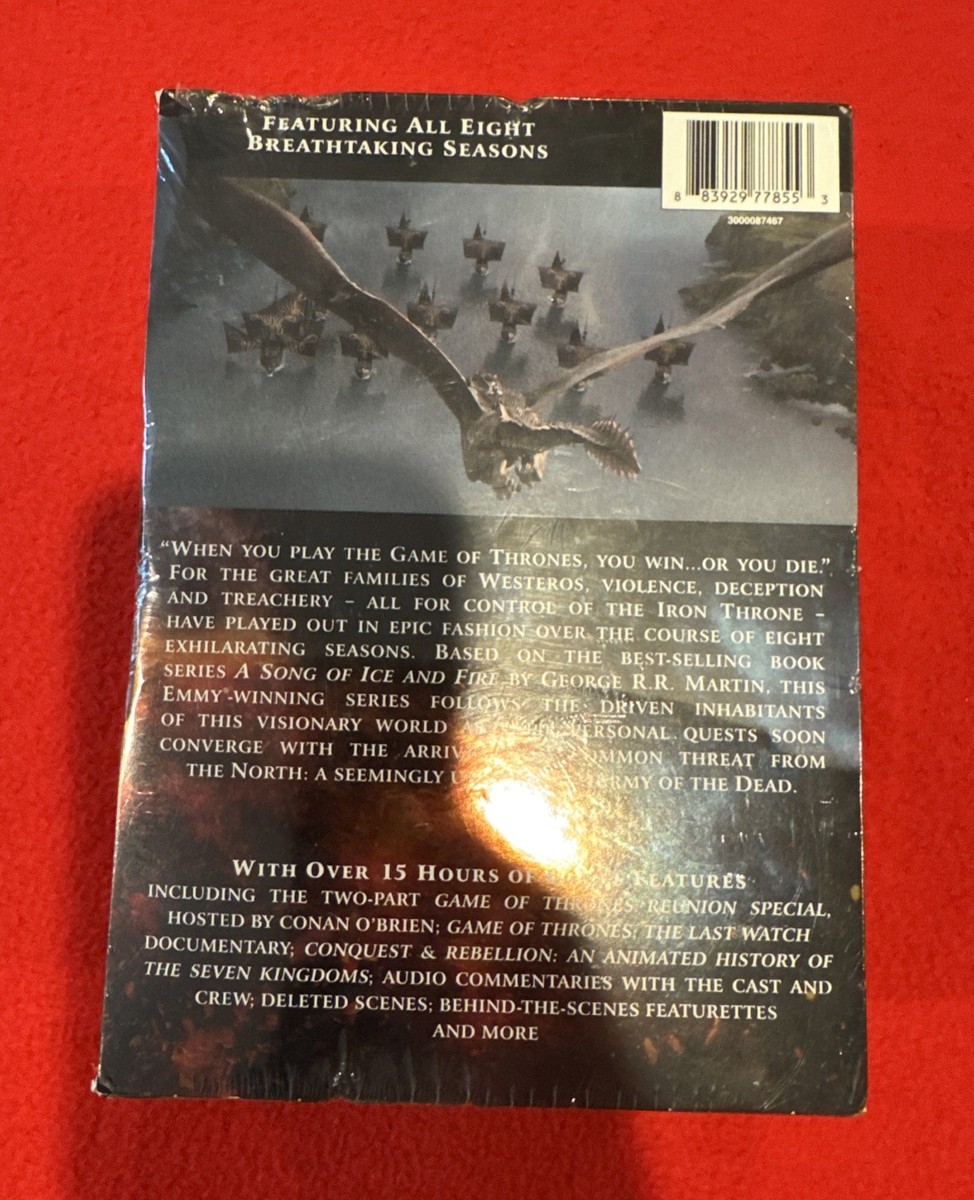 FEATURING ALL EIGHT
BREATHTAKING SEASONS
8 83929 77855 3
3000087467
“WHEN YOU PLAY THE GAME OF THRONES, YOU WIN...OR YOU DIE.”
FOR THE GREAT FAMILIES OF WESTEROS, VIOLENCE, DECEPTION
AND TREACHERY – ALL FOR CONTROL OF THE IRON THRONE –
HAVE PLAYED OUT IN EPIC FASHION OVER THE COURSE OF EIGHT
EXHILARATING SEASONS. BASED ON THE BEST-SELLING BOOK
SERIES A SONG OF ICE AND FIRE BY GEORGE R.R. MARTIN, THIS
EMMY-WINNING SERIES FOLLOWS THE DRIVEN INHABITANTS
OF THIS VISIONARY WORLD PERSONAL QUESTS SOON
CONVERGE WITH THE THREAT FROM
THE NORTH: A SEEMINGLY OF THE DEAD.
WITH OVER 15 HOURS OF FEATURES
INCLUDING THE TWO-PART GAME OF THRONES REUNION SPECIAL,
HOSTED BY CONAN O’BRIEN; GAME OF THRONES: THE LAST WATCH
DOCUMENTARY; CONQUEST & REBELLION: AN ANIMATED HISTORY OF
THE SEVEN KINGDOMS; AUDIO COMMENTARIES WITH THE CAST AND
CREW; DELETED SCENES; BEHIND-THE-SCENES FEATURETTES
AND MORE